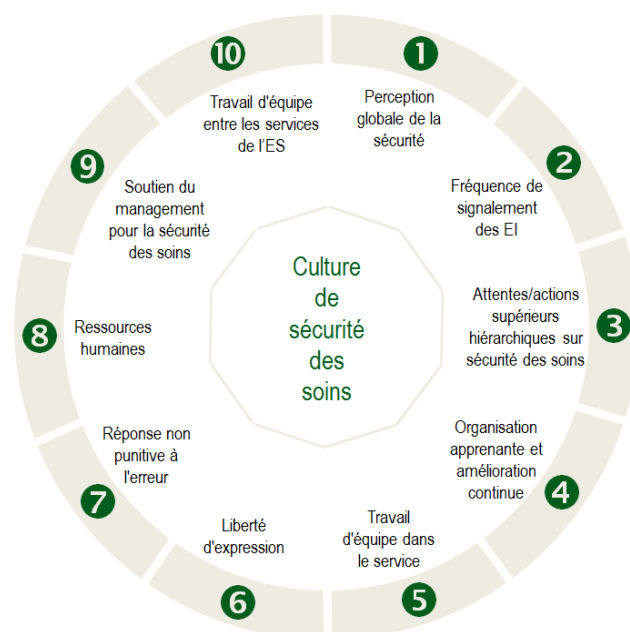 1
Perception
globale de la
sécurité
2
Fréquence de
signalement
des EI
3
Attentes/actions
supérieurs
hiérarchiques sur
sécurité des soins
4
Organisation
apprenante et
amélioration
continue
5
Travail
d'équipe dans
le service
6
Liberté
d'expression
7
Réponse non
punitive à
l'erreur
8
Ressources
humaines
9
Soutien du
management
pour la sécurité
des soins
10
Travail d'équipe
entre les services
de l'ES
Culture
de
sécurité
des
soins